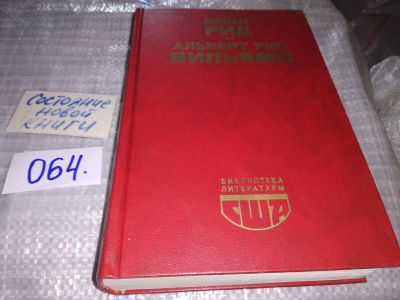 ДЖОН
РИД
АЛЬБЕРТ РИС
ВИЛЬЯМС
БИБЛИОТЕКА
ЛИТЕРАТУРЫ
США
Состояние
новой
книги
064.